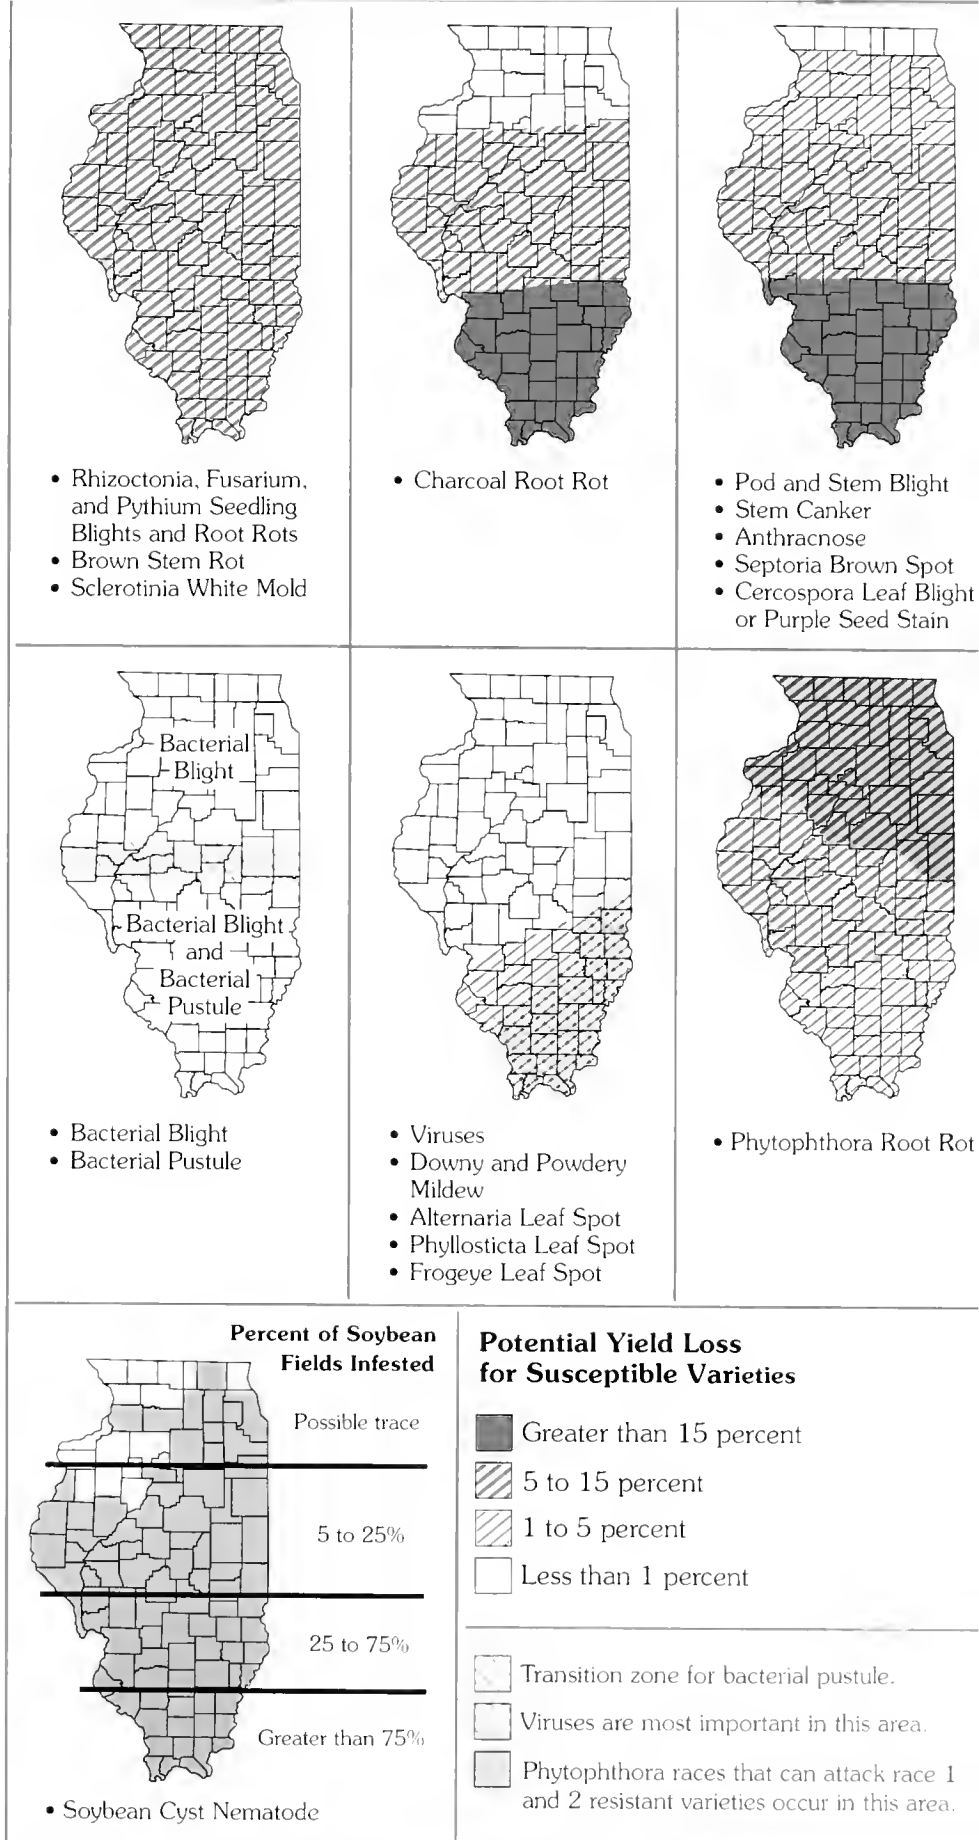 • Rhizoctonia, Fusarium,
and Pythium Seedling
Blights and Root Rots
• Brown Stem Rot
• Sclerotinia White Mold
• Charcoal Root Rot
• Pod and Stem Blight
• Stem Canker
• Anthracnose
• Septoria Brown Spot
• Cercospora Leaf Blight
or Purple Seed Stain
Bacterial
Blight
Bacterial Blight
and
Bacterial
Pustule
• Bacterial Blight
• Bacterial Pustule
• Viruses
• Downy and Powdery
Mildew
• Alternaria Leaf Spot
• Phyllosticta Leaf Spot
• Frogeye Leaf Spot
• Phytophthora Root Rot
Percent of Soybean
Fields Infested
Possible trace
5 to 25%
25 to 75%
Greater than 75%
• Soybean Cyst Nematode
Potential Yield Loss
for Susceptible Varieties
Greater than 15 percent
5 to 15 percent
1 to 5 percent
Less than 1 percent
Transition zone for bacterial pustule.
Viruses are most important in this area.
Phytophthora races that can attack race 1
and 2 resistant varieties occur in this area.